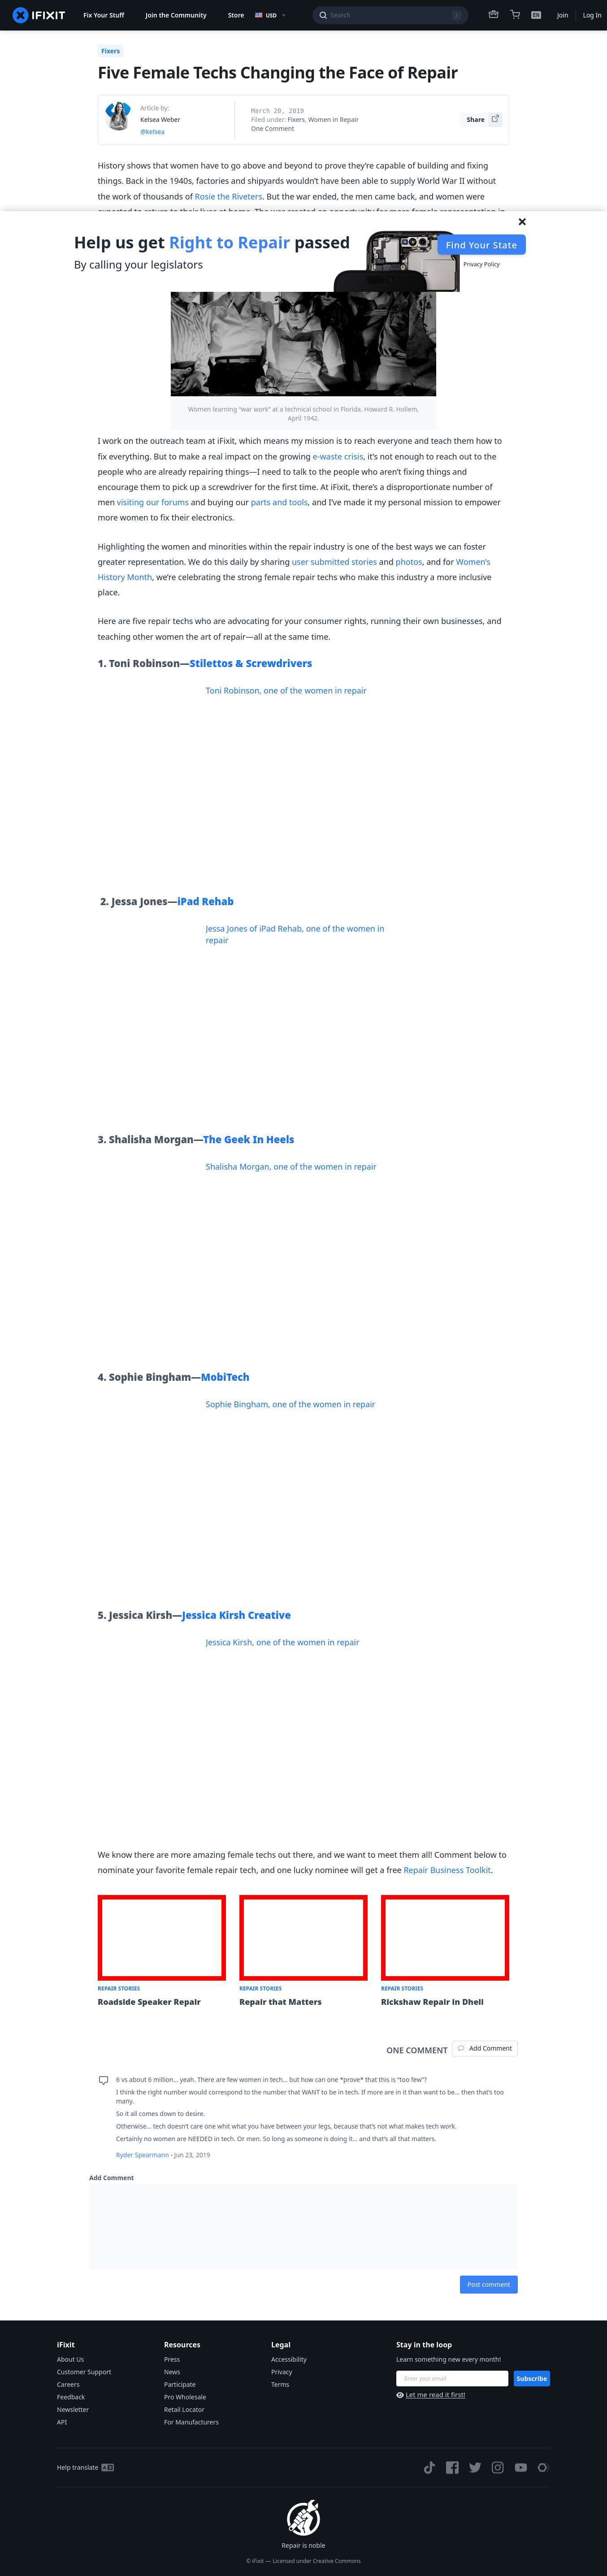 IFIXIT
Fix Your Stuff
Join the Community
Store
USD
Search
/
EN
Join
Log In
Fixers
Five Female Techs Changing the Face of Repair
Article by:
Kelsea Weber
@kelsea
March 20, 2019
Filed under: Fixers, Women in Repair
One Comment
Share
History shows that women have to go above and beyond to prove they're capable of building and fixing
things. Back in the 1940s, factories and shipyards wouldn't have been able to supply World War II without
the work of thousands of Rosie the Riveters. But the war ended, the men came back, and women were
Help us get Right to Repair passed
By calling your legislators
Find Your State
Privacy Policy
Women learning “war work” at a technical school in Florida. Howard R. Hollem,
April 1942.
I work on the outreach team at iFixit, which means my mission is to reach everyone and teach them how to
fix everything. But to make a real impact on the growing e-waste crisis, it’s not enough to reach out to the
people who are already repairing things—I need to talk to the people who aren’t fixing things and
encourage them to pick up a screwdriver for the first time. At iFixit, there’s a disproportionate number of
men visiting our forums and buying our parts and tools, and I’ve made it my personal mission to empower
more women to fix their electronics.
Highlighting the women and minorities within the repair industry is one of the best ways we can foster
greater representation. We do this daily by sharing user submitted stories and photos, and for Women’s
History Month, we’re celebrating the strong female repair techs who make this industry a more inclusive
place.
Here are five repair techs who are advocating for your consumer rights, running their own businesses, and
teaching other women the art of repair—all at the same time.
1. Toni Robinson—Stilettos & Screwdrivers
Toni Robinson, one of the women in repair
2. Jessa Jones—iPad Rehab
Jessa Jones of iPad Rehab, one of the women in
repair
3. Shalisha Morgan—The Geek In Heels
Shalisha Morgan, one of the women in repair
4. Sophie Bingham—MobiTech
Sophie Bingham, one of the women in repair
5. Jessica Kirsh—Jessica Kirsh Creative
Jessica Kirsh, one of the women in repair
We know there are more amazing female techs out there, and we want to meet them all! Comment below to
nominate your favorite female repair tech, and one lucky nominee will get a free Repair Business Toolkit.
REPAIR STORIES
Roadside Speaker Repair
REPAIR STORIES
Repair that Matters
REPAIR STORIES
Rickshaw Repair in Dheli
ONE COMMENT
Add Comment
6 vs about 6 million… yeah. There are few women in tech… but how can one *prove* that this is “too few”?
I think the right number would correspond to the number that WANT to be in tech. If more are in it than want to be… then that’s too
many.
So it all comes down to desire.
Otherwise… tech doesn’t care one whit what you have between your legs, because that’s not what makes tech work.
Certainly no women are NEEDED in tech. Or men. So long as someone is doing it… and that’s all that matters.
Ryder Spearmann - Jun 23, 2019
Add Comment
Post comment
iFixit
About Us
Customer Support
Careers
Feedback
Newsletter
API
Resources
Press
News
Participate
Pro Wholesale
Retail Locator
For Manufacturers
Legal
Accessibility
Privacy
Terms
Stay in the loop
Learn something new every month!
Enter your email
Subscribe
Let me read it first!
Help translate
Repair is noble
© iFixit — Licensed under Creative Commons